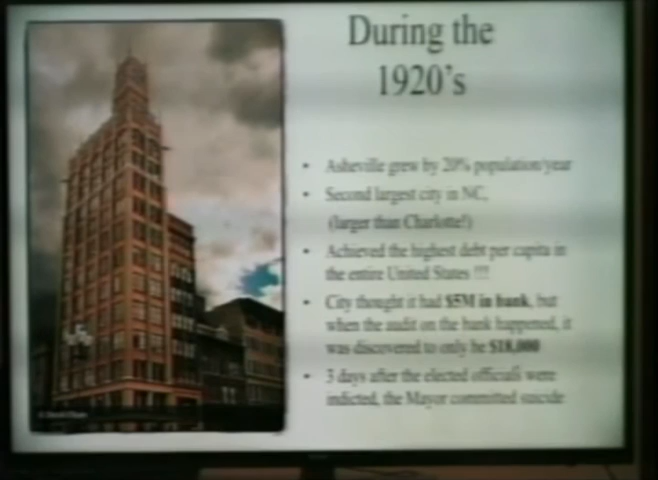 During the
1920's
• Asheville grew by 20% population/year
• Second largest city in NC,
(larger than Charlotte!)
• Achieved the highest debt per capita in
the entire United States !!!
• City thought it had $5M in bank, but
when the audit on the bank happened, it
was discovered to only be $18,000
• 3 days after the elected officials were
indicted, the Mayor committed suicide